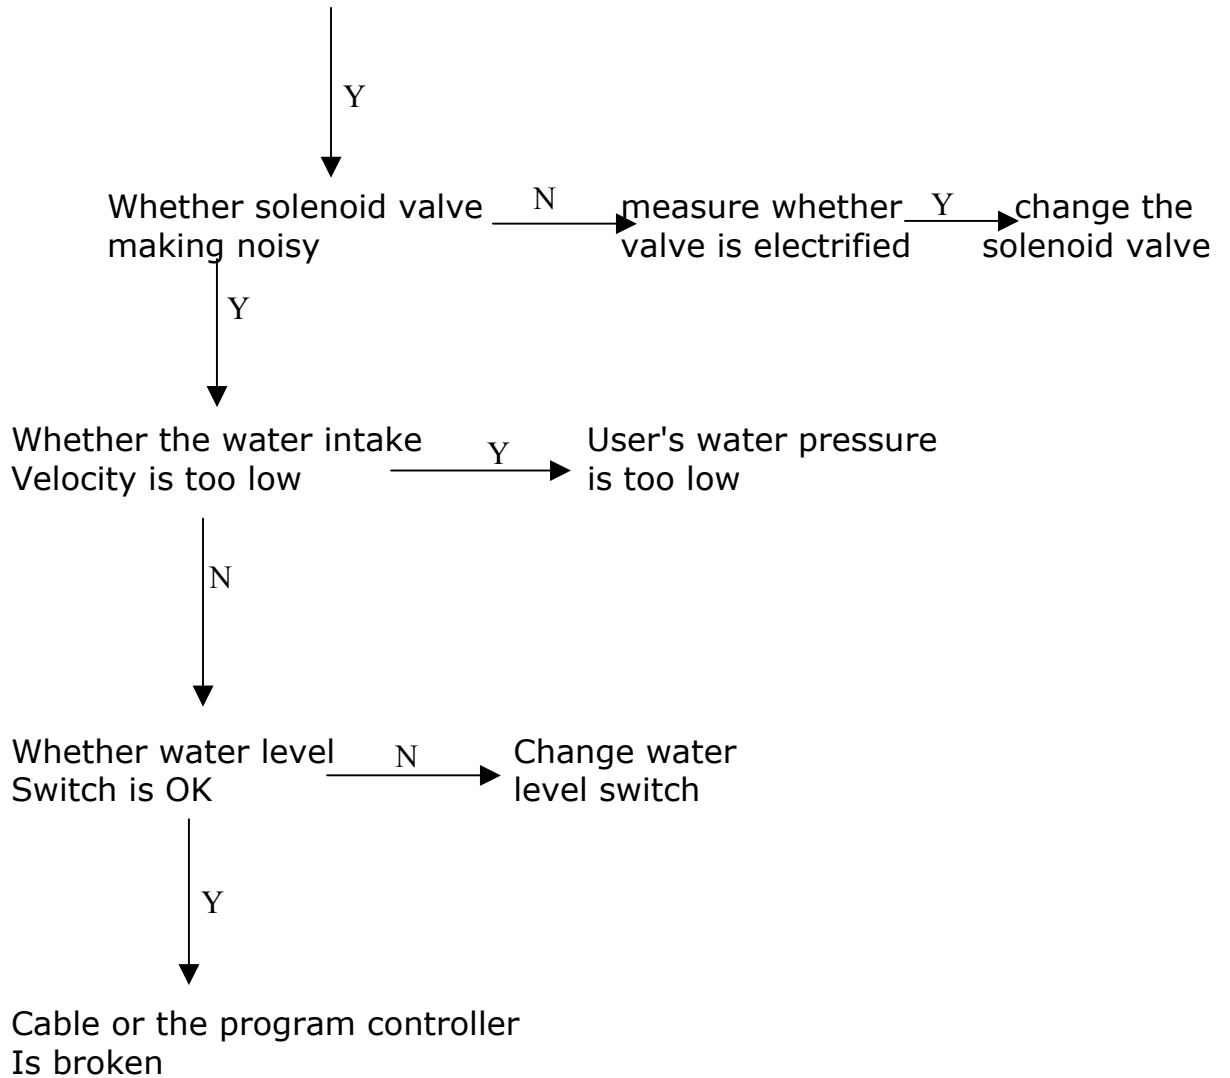 Y
Whether solenoid valve N measure whether Y change the
making noisy valve is electrified solenoid valve
Y
Whether the water intake Y User's water pressure
Velocity is too low is too low
N
Whether water level N Change water
Switch is OK level switch
Y
Cable or the program controller
Is broken